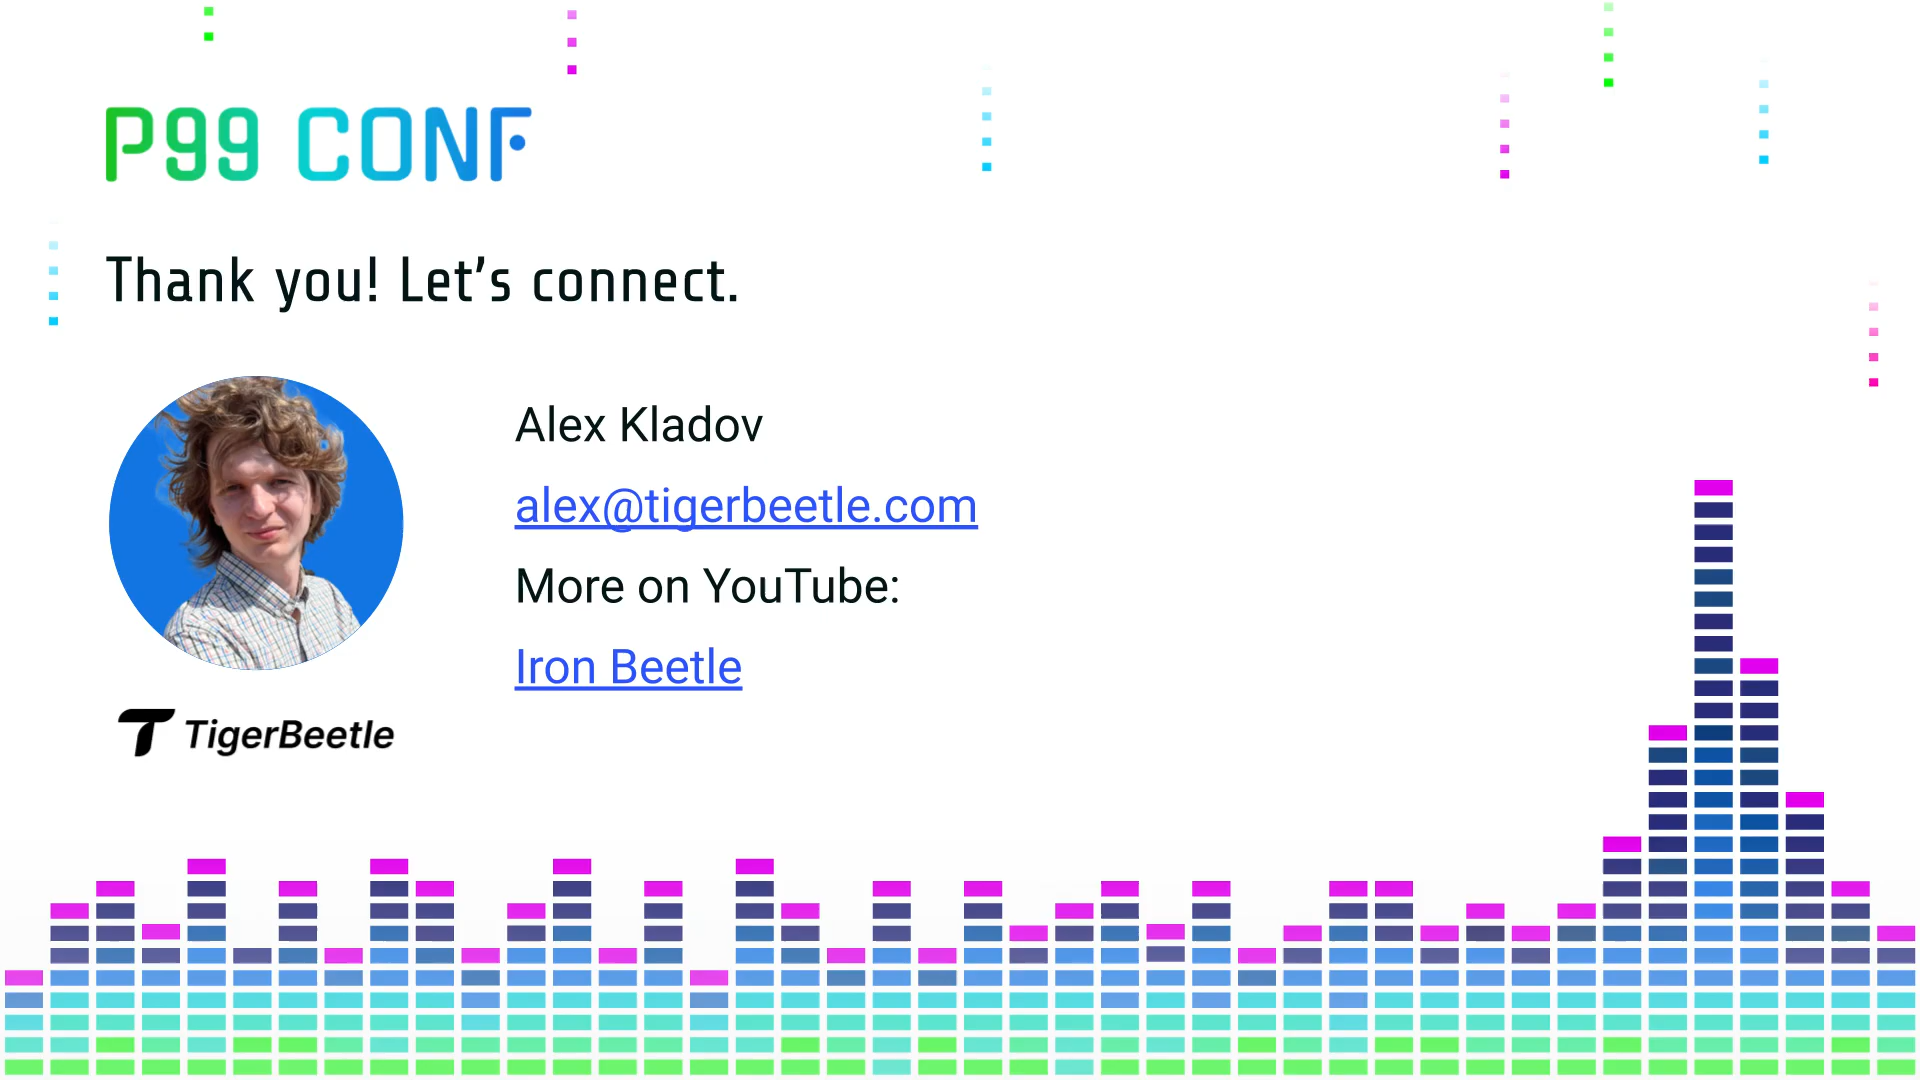 P99 CONF
Thank you! Let’s connect.
Alex Kladov
alex@tigerbeetle.com
More on YouTube:
Iron Beetle
TigerBeetle